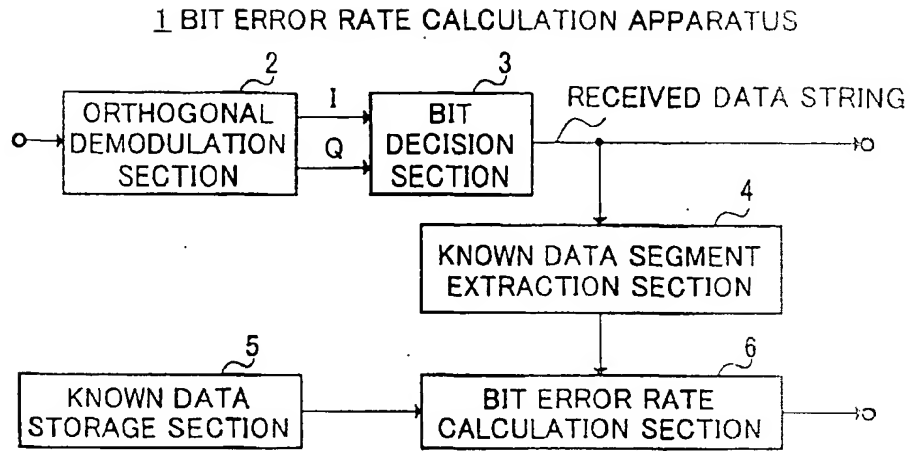 1 BIT ERROR RATE CALCULATION APPARATUS
2
3
ORTHOGONAL
DEMODULATION
SECTION
I
Q
BIT
DECISION
SECTION
RECEIVED DATA STRING
4
KNOWN DATA SEGMENT
EXTRACTION SECTION
5
6
KNOWN DATA
STORAGE SECTION
BIT ERROR RATE
CALCULATION SECTION